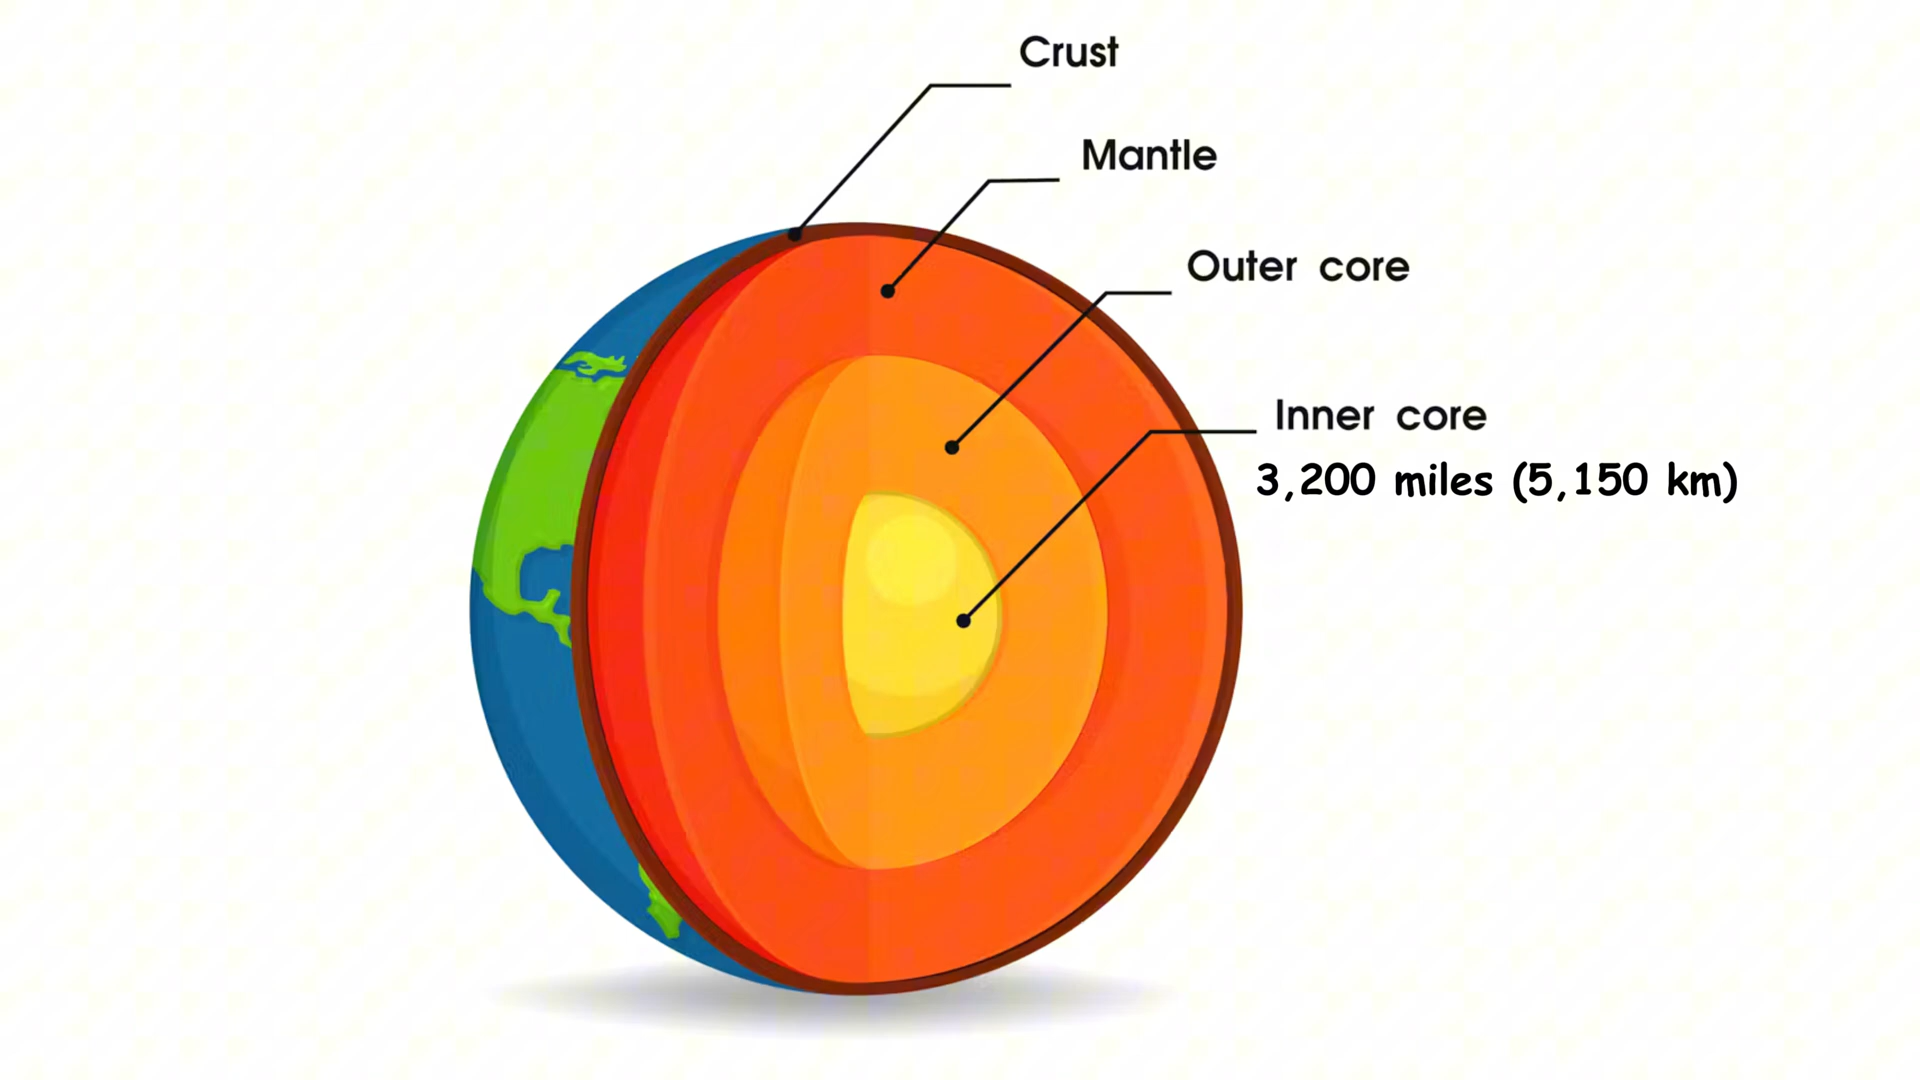 Crust
Mantle
Outer core
Inner core
3,200 miles (5,150 km)